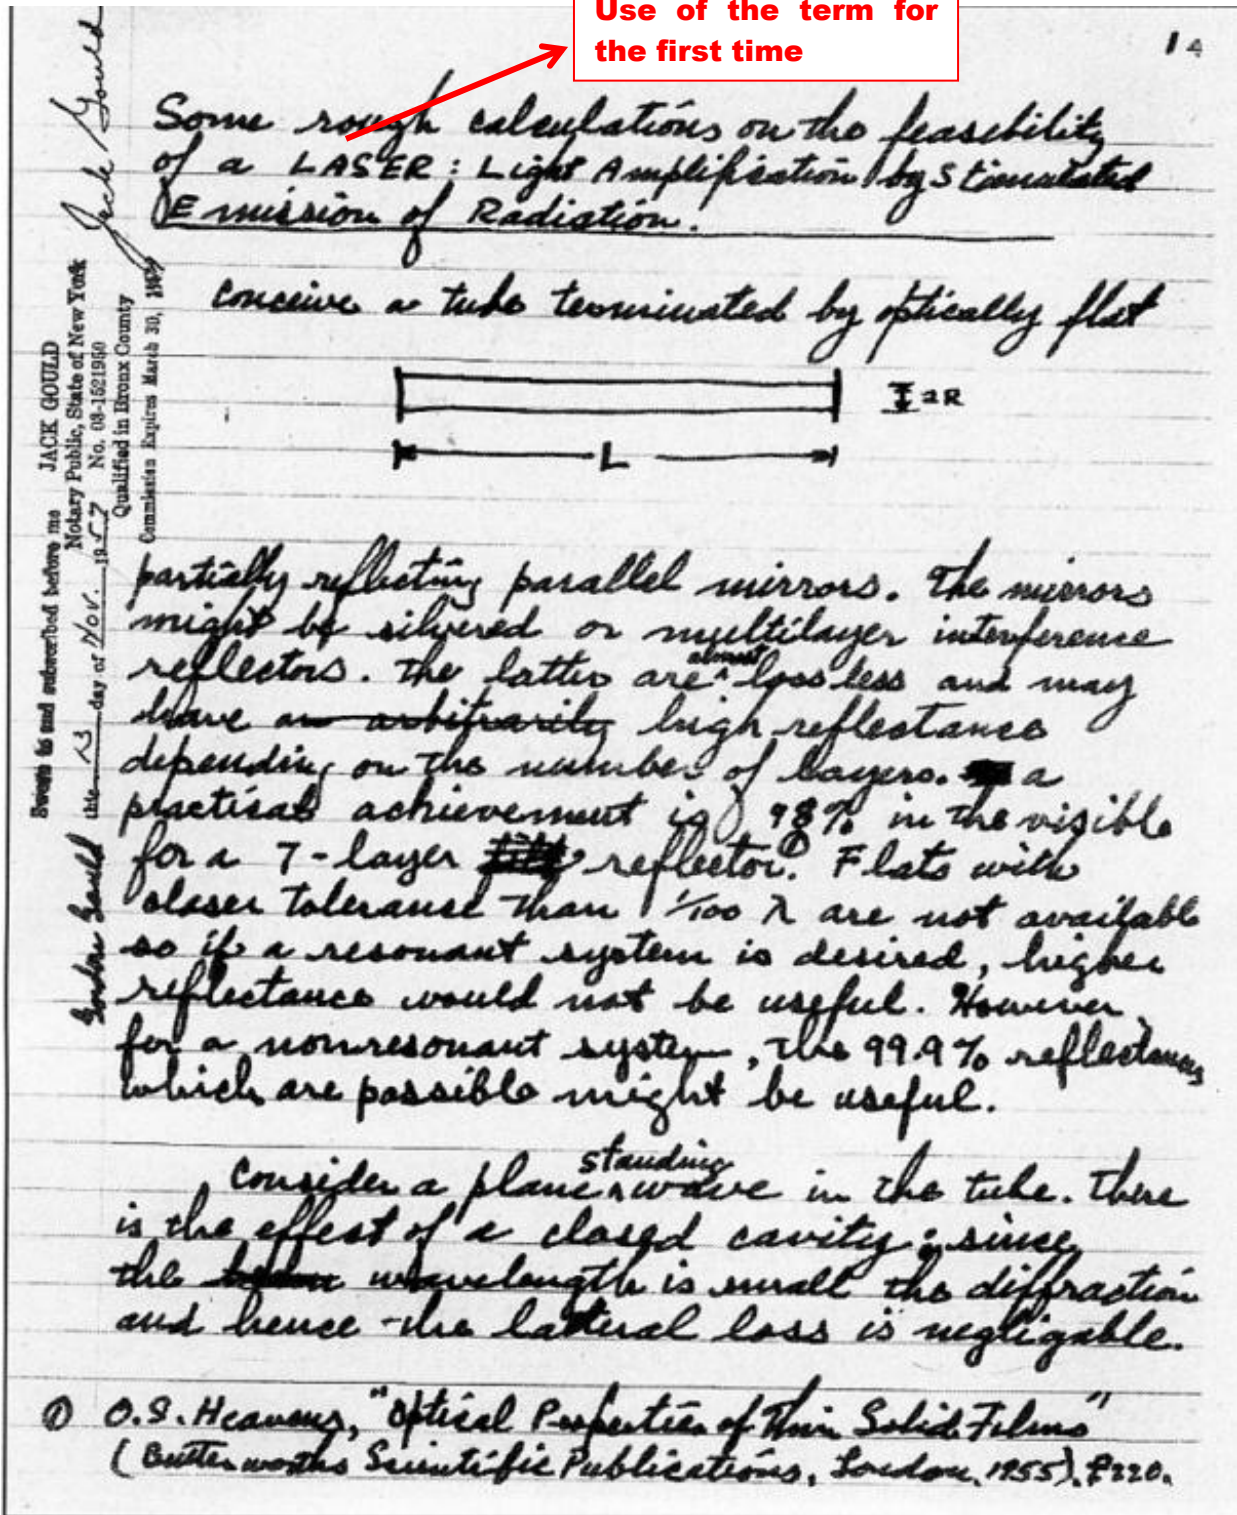 Use of the term for
the first time
1
Some rough calculations on the feasibility
of a LASER: Light Amplification by Stimulated
Emission of Radiation.
conceive a tube terminated by optically flat
L
partially reflecting parallel mirrors. The mirrors
might be silvered or multilayer interference
reflectors. The latter are almost lossless and may
have an arbitrarily high reflectance
depending on the number of layers. a
practical achievement is 98% in the visible
for a 7-layer reflector.① Flats with
closer tolerance than 1/100 λ are not available
so if a resonant system is desired, higher
reflectance would not be useful. However,
for a nonresonant system, the 99.9% reflectances
which are possible might be useful.
Consider a plane standing wave in the tube. There
is the effect of a closed cavity; since
the wavelength is small the diffraction
and hence the lateral loss is negligable.
① O.S. Heavens, "Optical Properties of Thin Solid Films"
(Butterworths Scientific Publications, London, 1955). P220.
Jack Gould
Sworn to and subscribed before me
this 13 day of Nov. 1957
JACK GOULD
Notary Public, State of New York
No. 03-1521950
Qualified in Bronx County
Commission Expires March 30, 19
Gordon Gould